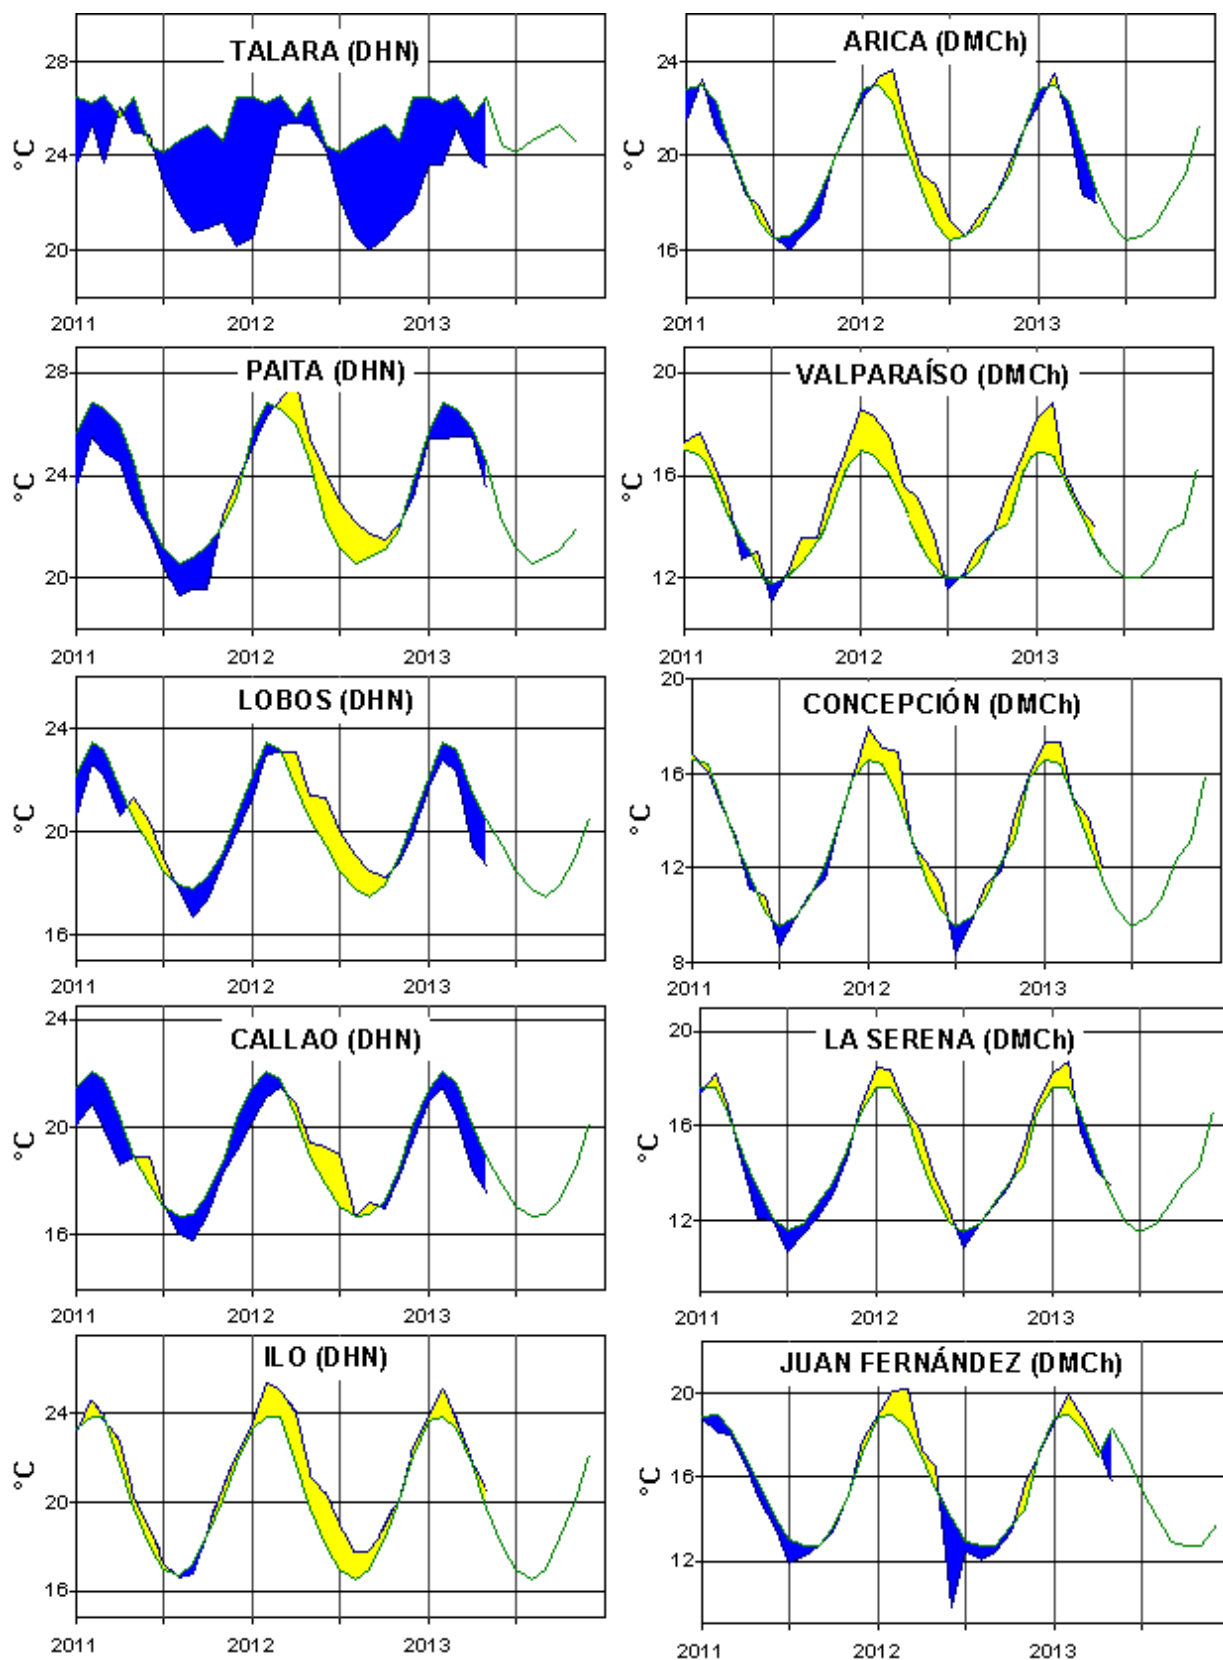 TALARA (DHN)
28
24
20
°C
2011 2012 2013
ARICA (DMCh)
24
20
16
°C
2011 2012 2013
PAITA (DHN)
28
24
20
°C
2011 2012 2013
VALPARAÍSO (DMCh)
20
16
12
°C
2011 2012 2013
LOBOS (DHN)
24
20
16
°C
2011 2012 2013
CONCEPCIÓN (DMCh)
20
16
12
8
°C
2011 2012 2013
CALLAO (DHN)
24
20
16
°C
2011 2012 2013
LA SERENA (DMCh)
20
16
12
°C
2011 2012 2013
ILO (DHN)
24
20
16
°C
2011 2012 2013
JUAN FERNÁNDEZ (DMCh)
20
16
12
°C
2011 2012 2013